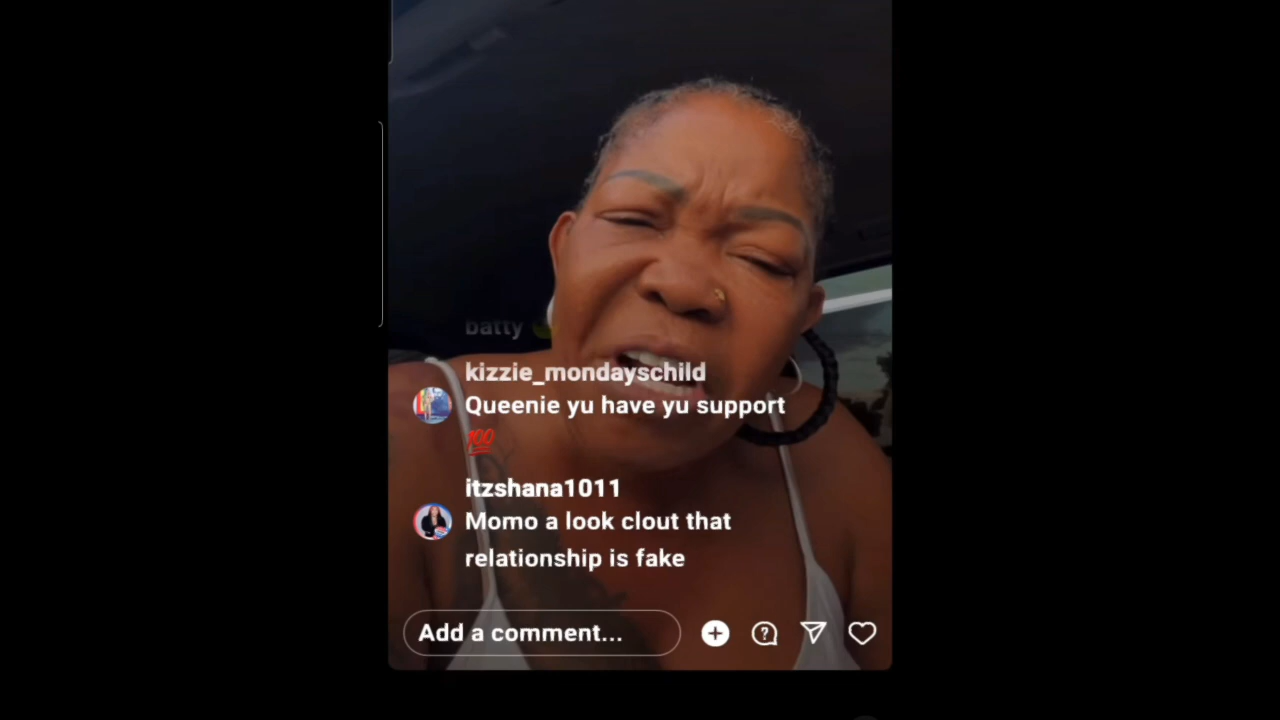 batty
kizzie_mondayschild
Queenie yu have yu support
💯
itzshana1011
Momo a look clout that
relationship is fake
Add a comment...